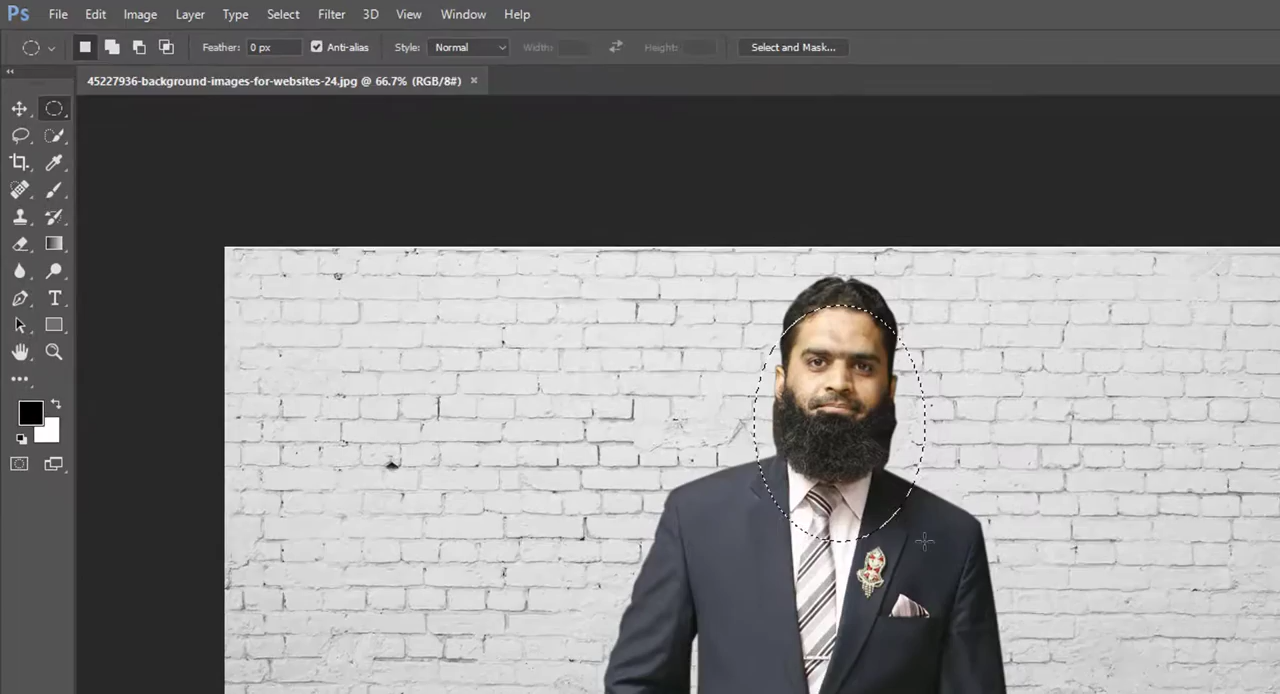 Ps File Edit Image Layer Type Select Filter 3D View Window Help
Feather: 0 px Anti-alias Style: Normal Width: Height: Select and Mask...
45227936-background-images-for-websites-24.jpg @ 66.7% (RGB/8#) ×
T